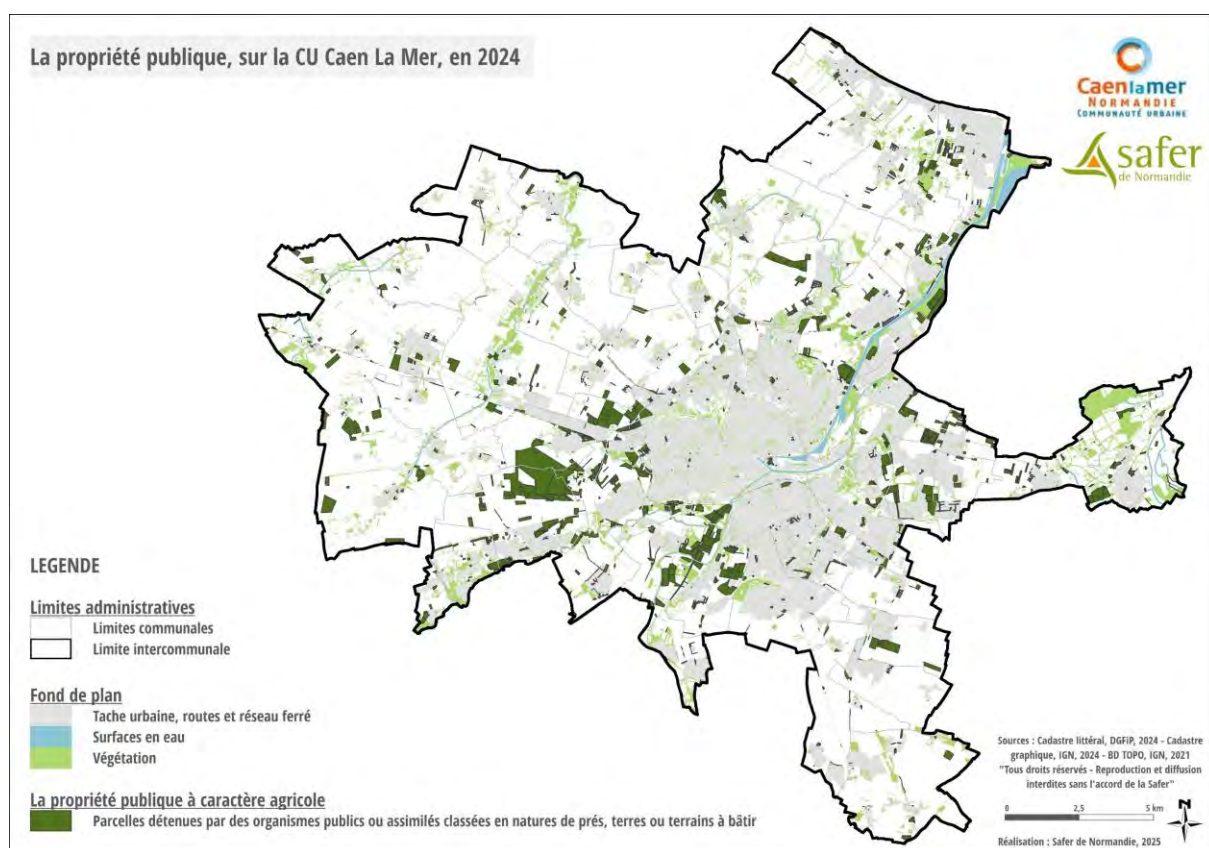 La propriété publique, sur la CU Caen La Mer, en 2024
Caenlamer
NORMANDIE
COMMUNAUTÉ URBAINE
safer
de Normandie
LEGENDE
Limites administratives
Limites communales
Limite intercommunale
Fond de plan
Tache urbaine, routes et réseau ferré
Surfaces en eau
Végétation
La propriété publique à caractère agricole
Parcelles détenues par des organismes publics ou assimilés classées en natures de prés, terres ou terrains à bâtir
Sources : Cadastre littéral, DGFiP, 2024 - Cadastre
graphique, IGN, 2024 - BD TOPO, IGN, 2021
"Tous droits réservés - Reproduction et diffusion
interdites sans l'accord de la Safer"
0 2,5 5 km
N
Réalisation : Safer de Normandie, 2025